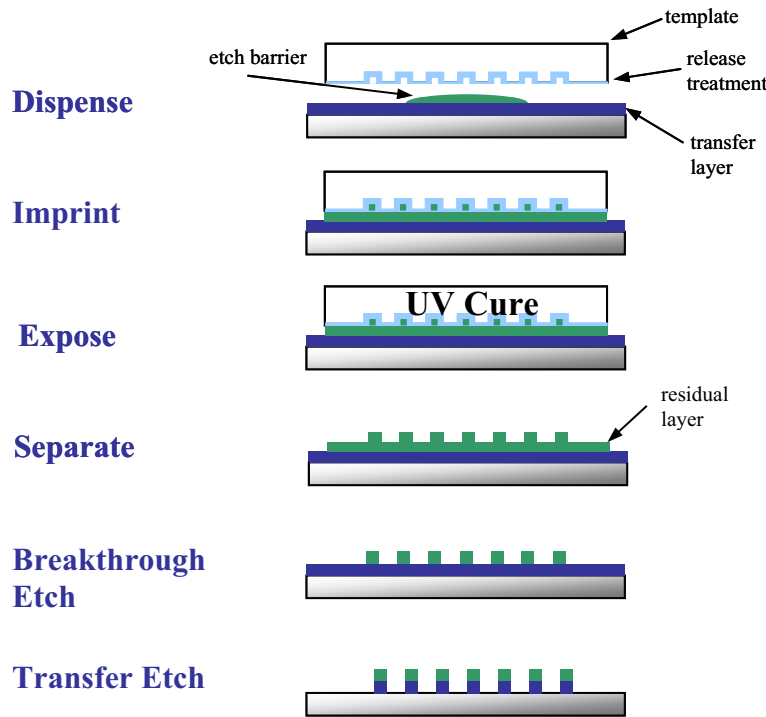 template
etch barrier
release
treatment
Dispense
transfer
layer
Imprint
UV Cure
Expose
residual
layer
Separate
Breakthrough
Etch
Transfer Etch